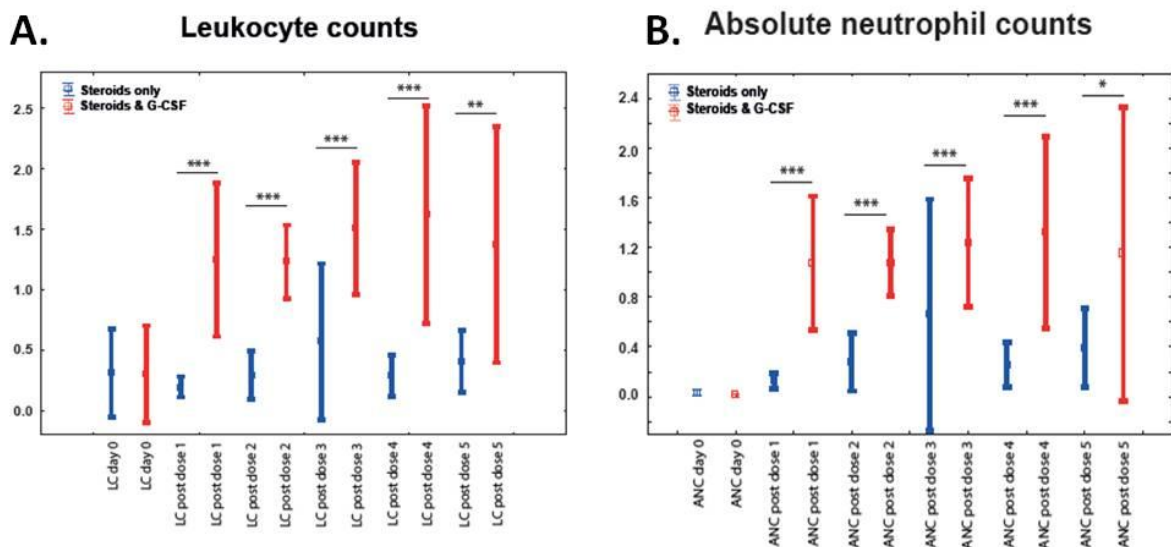 A.
Leukocyte counts
Steroids only
Steroids & G-CSF
***
***
***
***
**
2.5
2.0
1.5
1.0
0.5
0.0
LC day 0
LC day 0
LC post dose 1
LC post dose 1
LC post dose 2
LC post dose 2
LC post dose 3
LC post dose 3
LC post dose 4
LC post dose 4
LC post dose 5
LC post dose 5
B.
Absolute neutrophil counts
Steroids only
Steroids & G-CSF
***
***
***
***
*
2.4
2.0
1.6
1.2
0.8
0.4
0.0
ANC day 0
ANC day 0
ANC post dose 1
ANC post dose 1
ANC post dose 2
ANC post dose 2
ANC post dose 3
ANC post dose 3
ANC post dose 4
ANC post dose 4
ANC post dose 5
ANC post dose 5